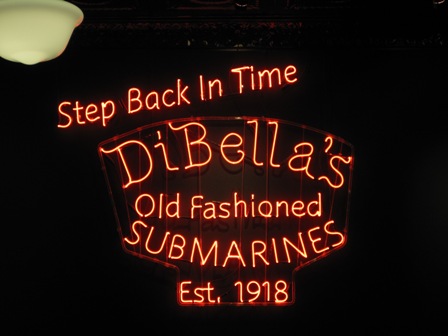 Step Back In Time
DiBella's
Old Fashioned
SUBMARINES
Est. 1918